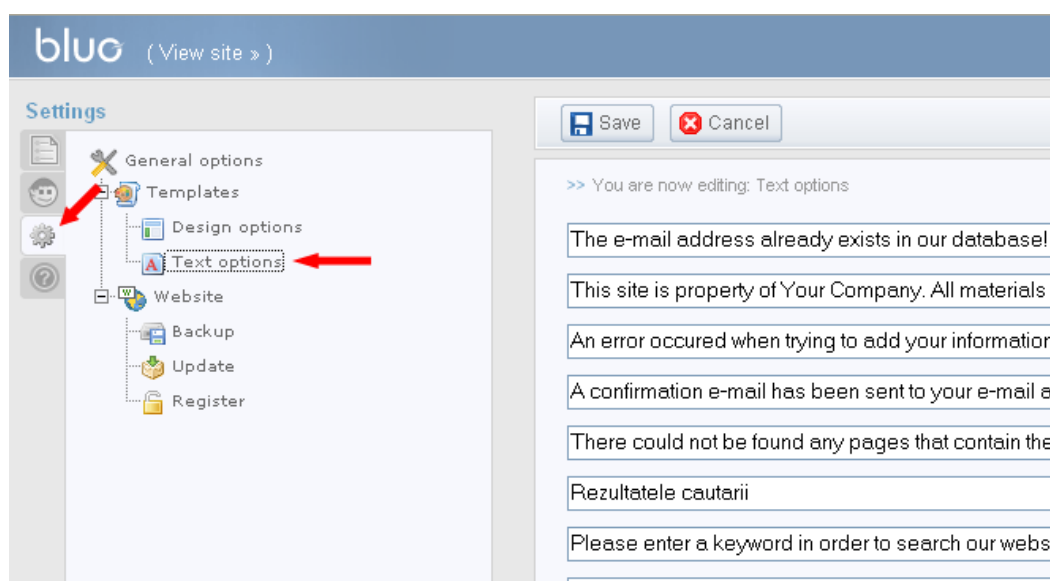 bluo ( View site » )
Settings
General options
Templates
Design options
Text options
Website
Backup
Update
Register
Save Cancel
>> You are now editing: Text options
The e-mail address already exists in our database!
This site is property of Your Company. All materials
An error occured when trying to add your information
A confirmation e-mail has been sent to your e-mail a
There could not be found any pages that contain the
Rezultatele cautarii
Please enter a keyword in order to search our webs